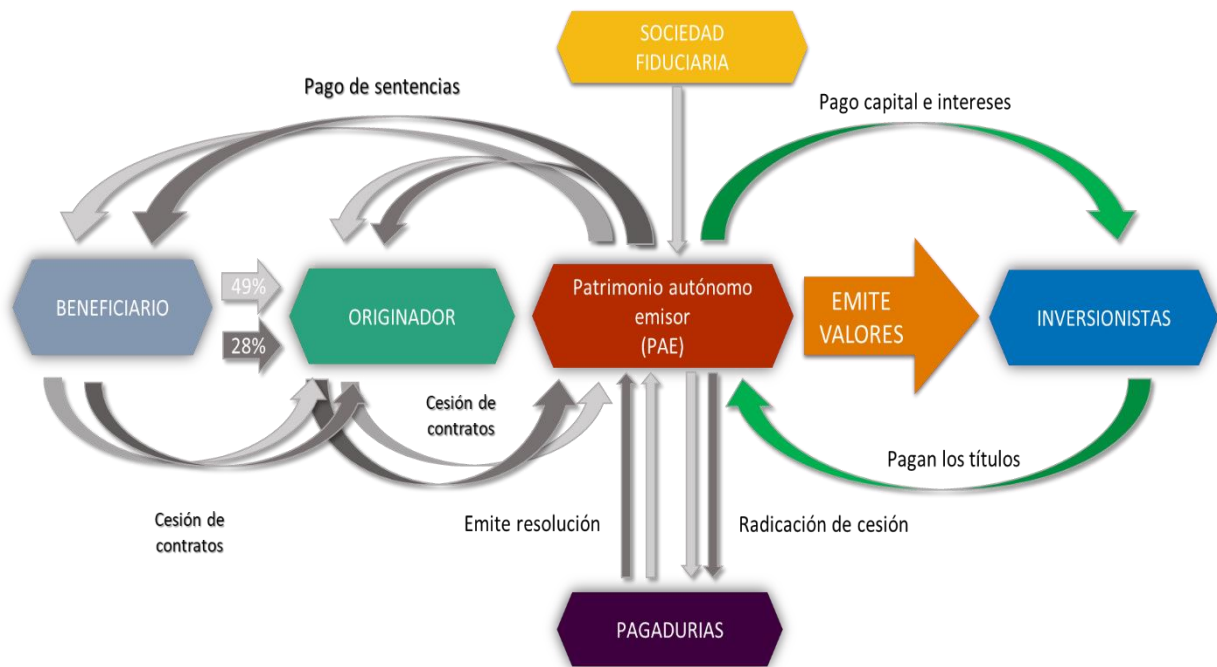 SOCIEDAD
FIDUCIARIA
Pago de sentencias
Pago capital e intereses
BENEFICIARIO
49%
28%
ORIGINADOR
Patrimonio autónomo
emisor
(PAE)
EMITE
VALORES
INVERSIONISTAS
Cesión de
contratos
Cesión de
contratos
Emite resolución
Radicación de cesión
Pagan los títulos
PAGADURIAS